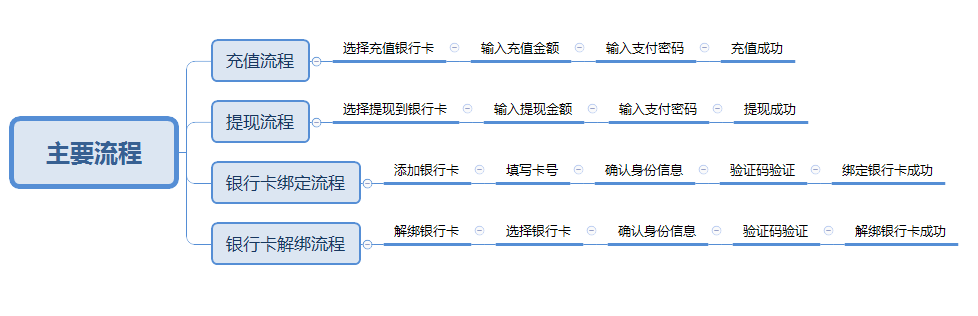 主要流程
充值流程
选择充值银行卡
输入充值金额
输入支付密码
充值成功
提现流程
选择提现到银行卡
输入提现金额
输入支付密码
提现成功
银行卡绑定流程
添加银行卡
填写卡号
确认身份信息
验证码验证
绑定银行卡成功
银行卡解绑流程
解绑银行卡
选择银行卡
确认身份信息
验证码验证
解绑银行卡成功